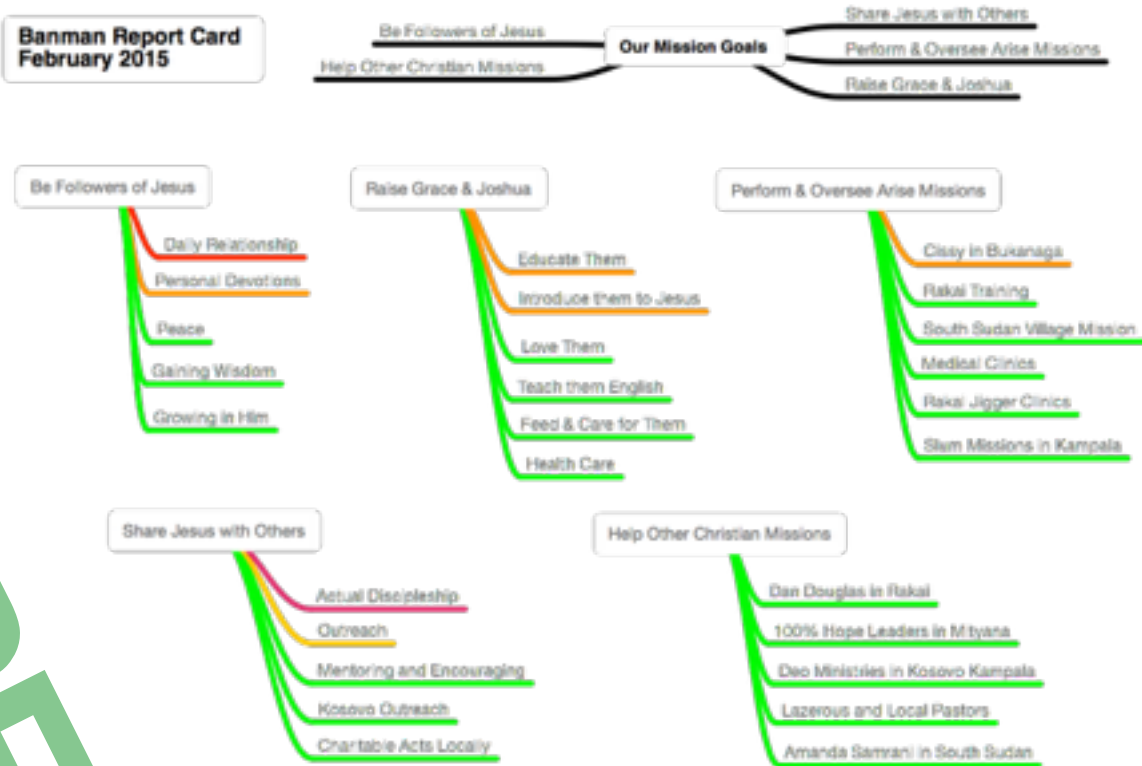 Banman Report Card
February 2015
Be Followers of Jesus
Help Other Christian Missions
Our Mission Goals
Share Jesus with Others
Perform & Oversee Arise Missions
Raise Grace & Joshua
Be Followers of Jesus
Daily Relationship
Personal Devotions
Peace
Gaining Wisdom
Growing in Him
Raise Grace & Joshua
Educate Them
Introduce them to Jesus
Love Them
Teach them English
Feed & Care for Them
Health Care
Perform & Oversee Arise Missions
Cissy in Bukanaga
Rakai Training
South Sudan Village Mission
Medical Clinics
Rakai Jigger Clinics
Slum Missions in Kampala
Share Jesus with Others
Actual Discipleship
Outreach
Mentoring and Encouraging
Kosovo Outreach
Charitable Acts Locally
Help Other Christian Missions
Dan Douglas in Rakai
100% Hope Leaders in Mityana
Deo Ministries in Kosovo Kampala
Lazerous and Local Pastors
Amanda Samrani in South Sudan